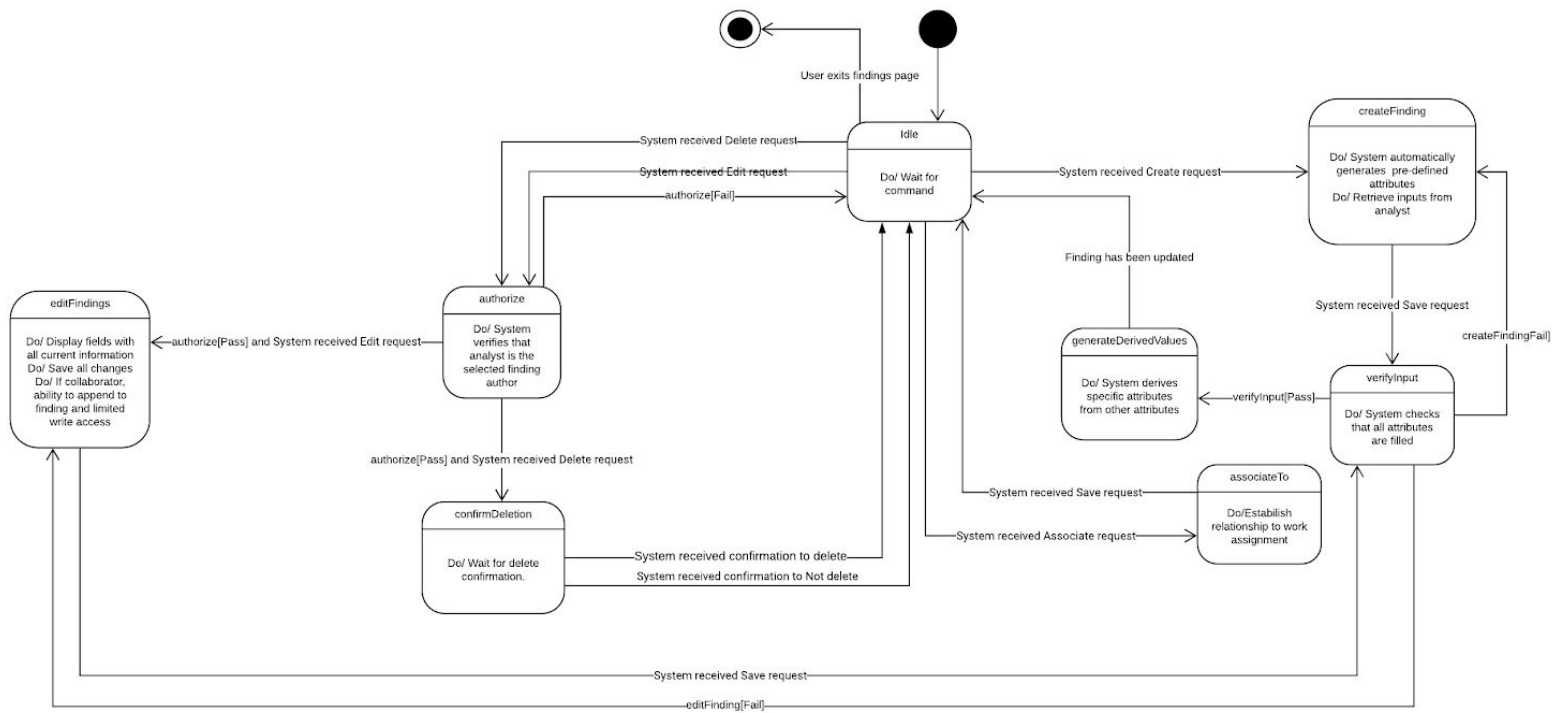 User exits findings page
Idle
Do/ Wait for
command
System received Delete request
System received Edit request
authorize[Fail]
System received Create request
createFinding
Do/ System automatically
generates  pre-defined
attributes
Do/ Retrieve inputs from
analyst
Finding has been updated
System received Save request
createFindingFail]
editFindings
Do/ Display fields with
all current information
Do/ Save all changes
Do/ If collaborator,
ability to append to
finding and limited
write access
authorize[Pass] and System received Edit request
authorize
Do/ System
verifies that
analyst is the
selected finding
author
generateDerivedValues
Do/ System derives
specific attributes
from other attributes
verifyInput[Pass]
verifyInput
Do/ System checks
that all attributes
are filled
authorize[Pass] and System received Delete request
confirmDeletion
Do/ Wait for delete
confirmation.
System received confirmation to delete
System received confirmation to Not delete
System received Save request
System received Associate request
associateTo
Do/Estabilish
relationship to work
assignment
System received Save request
editFinding[Fail]